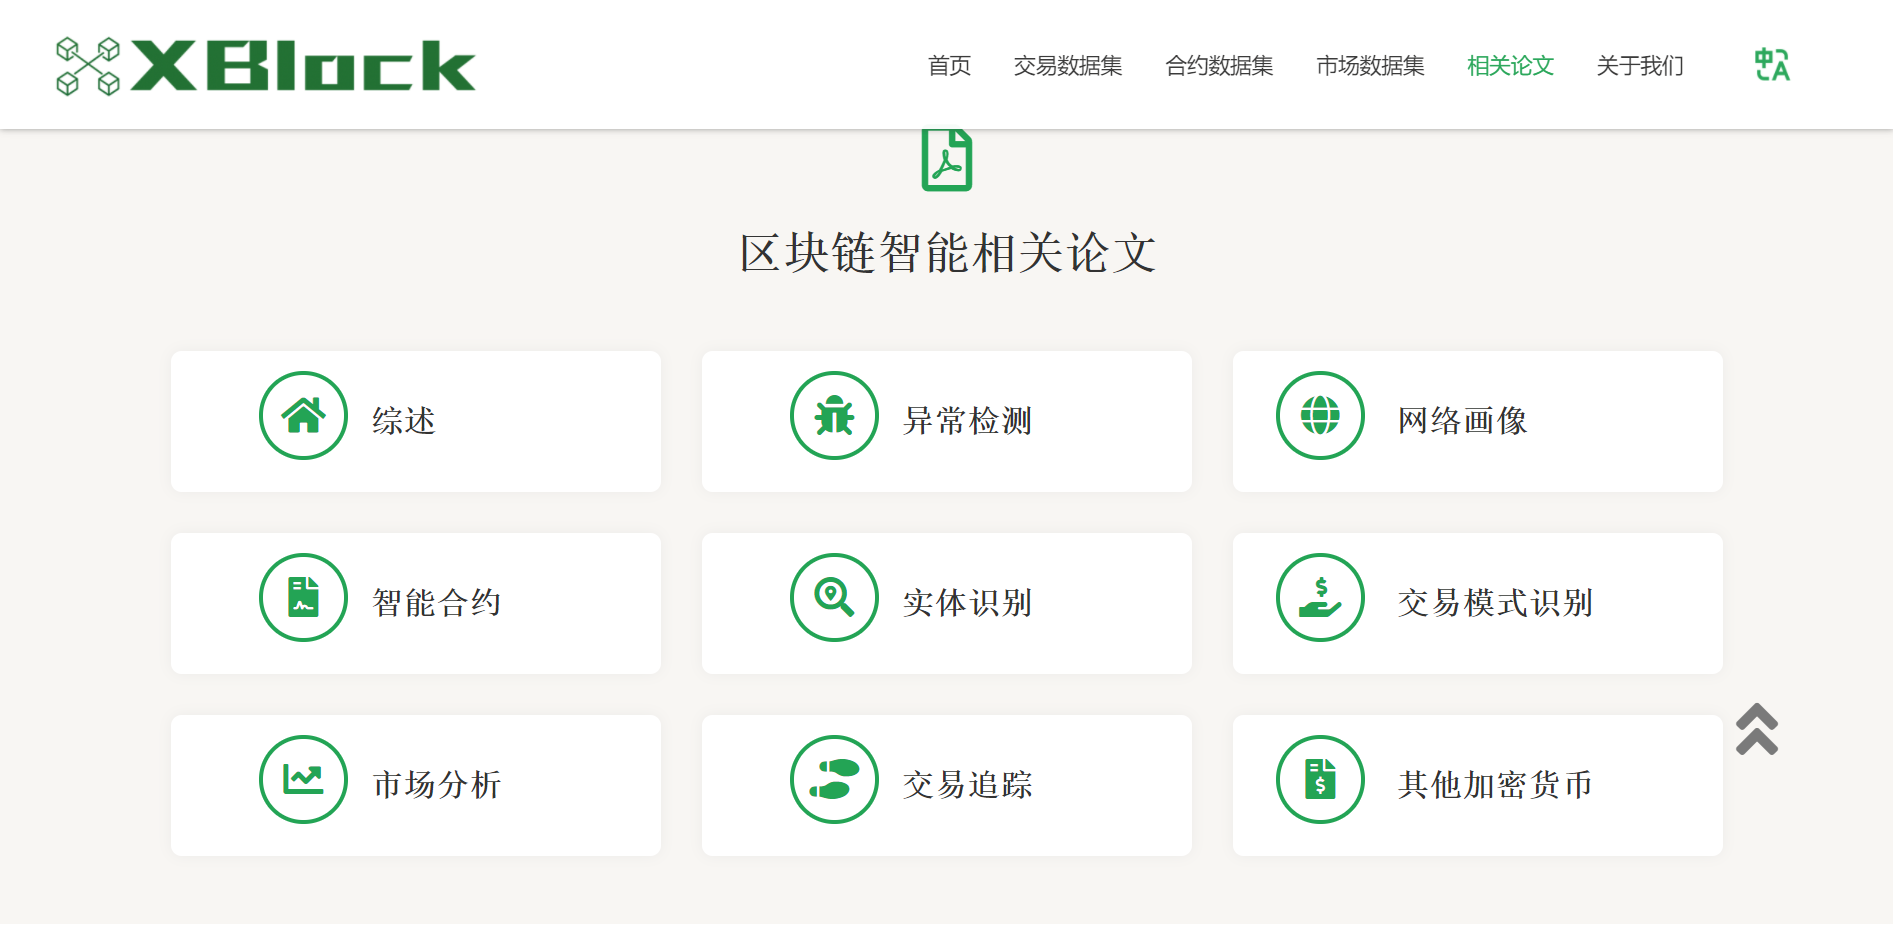 XBlock
首页 交易数据集 合约数据集 市场数据集 相关论文 关于我们
中A
区块链智能相关论文
综述 异常检测 网络画像
智能合约 实体识别 交易模式识别
市场分析 交易追踪 其他加密货币